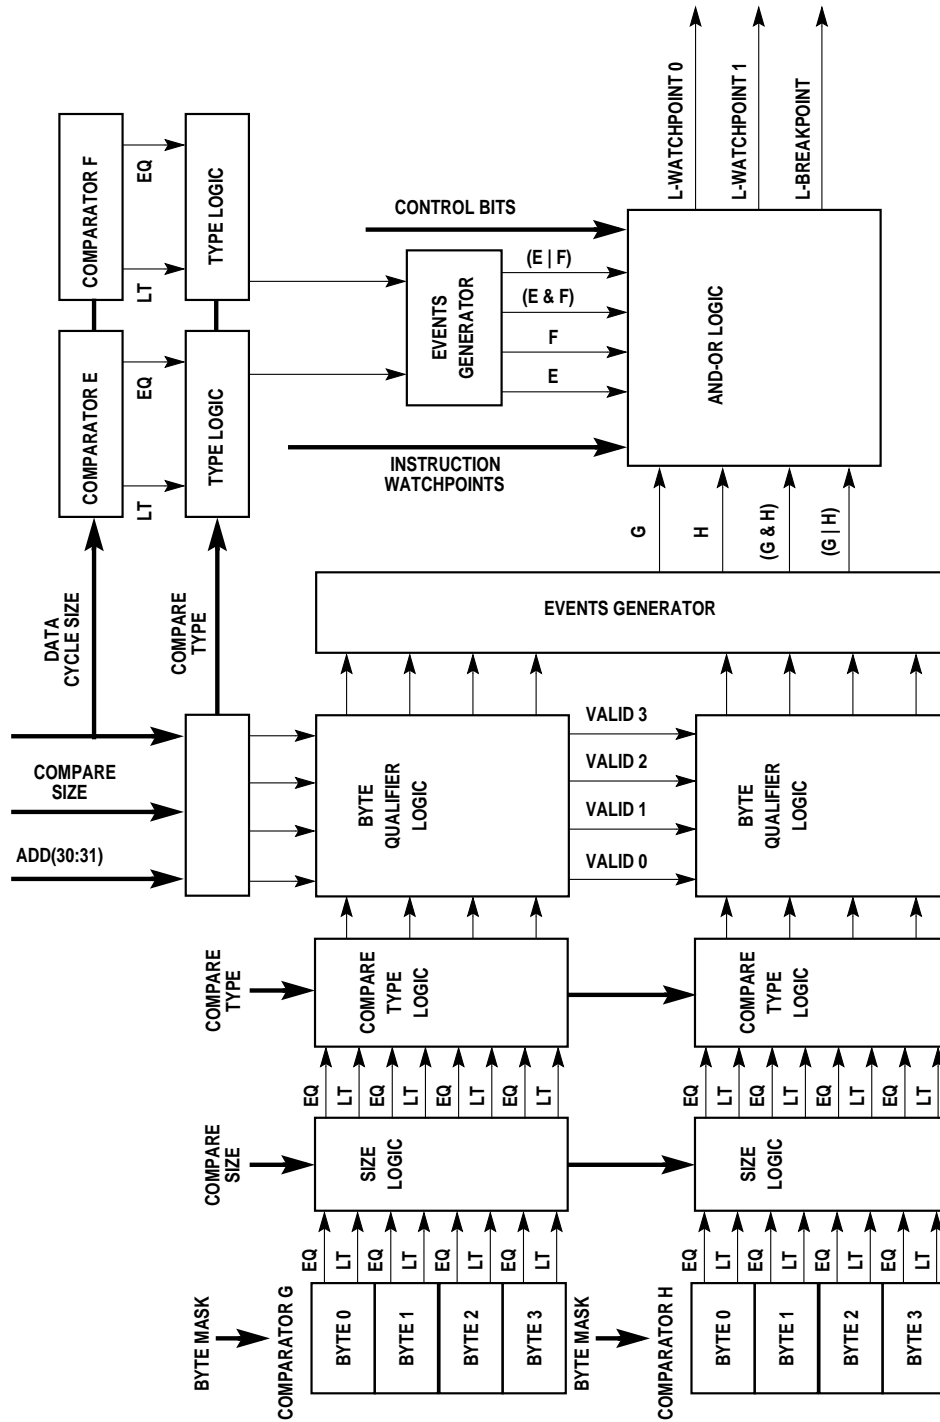 L-WATCHPOINT 0
L-WATCHPOINT 1
L-BREAKPOINT
COMPARATOR F
EQ
LT
TYPE LOGIC
CONTROL BITS
COMPARATOR E
EQ
LT
TYPE LOGIC
EVENTS
GENERATOR
(E | F)
(E & F)
F
E
AND-OR LOGIC
INSTRUCTION
WATCHPOINTS
G
H
(G & H)
(G | H)
DATA
CYCLE SIZE
COMPARE
TYPE
EVENTS GENERATOR
COMPARE
SIZE
ADD(30:31)
BYTE
QUALIFIER
LOGIC
VALID 3
VALID 2
VALID 1
VALID 0
BYTE
QUALIFIER
LOGIC
COMPARE
TYPE
COMPARE
TYPE
LOGIC
COMPARE
TYPE
LOGIC
EQ
LT
EQ
LT
EQ
LT
EQ
LT
EQ
LT
EQ
LT
EQ
LT
EQ
LT
COMPARE
SIZE
SIZE
LOGIC
SIZE
LOGIC
EQ
LT
EQ
LT
EQ
LT
EQ
LT
EQ
LT
EQ
LT
EQ
LT
EQ
LT
BYTE MASK
COMPARATOR G
BYTE 0
BYTE 1
BYTE 2
BYTE 3
BYTE MASK
COMPARATOR H
BYTE 0
BYTE 1
BYTE 2
BYTE 3